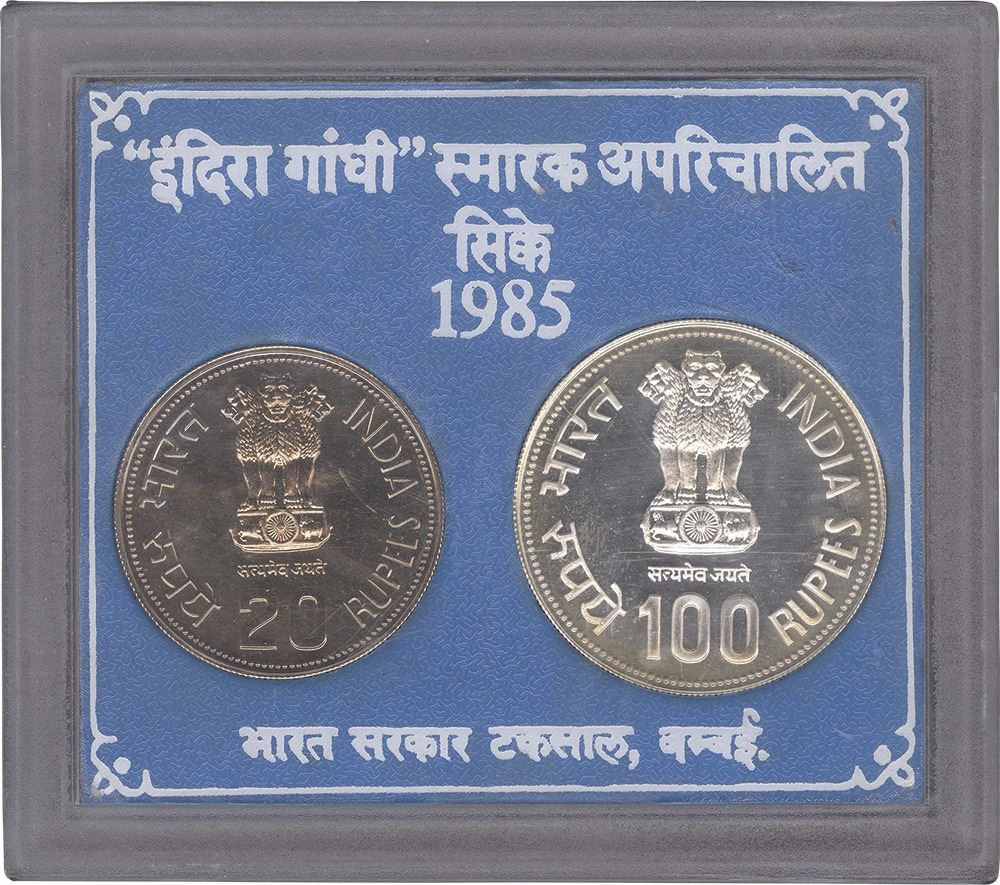 “इंदिरा गांधी” स्मारक अपरिचालित
सिक्के
1985
भारत INDIA
रुपये RUPEES
सत्यमेव जयते
20
भारत INDIA
रुपये RUPEES
सत्यमेव जयते
100
भारत सरकार टकसाल, बम्बई.